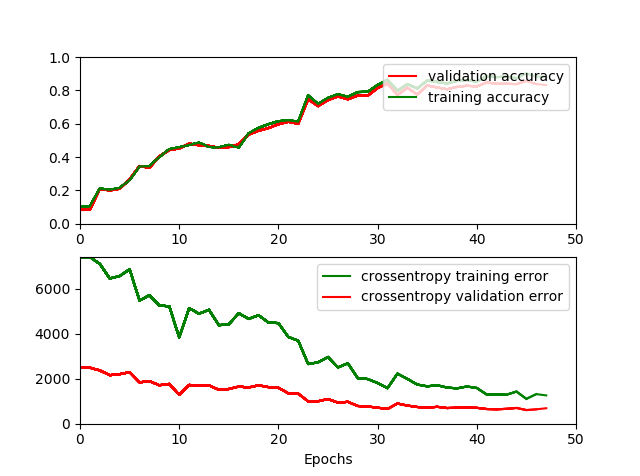 1.0
validation accuracy
0.8
training accuracy
0.6
0.4
0.2
0.0
0 10 20 30 40 50
crossentropy training error
6000
crossentropy validation error
4000
2000
0
0 10 20 30 40 50
Epochs